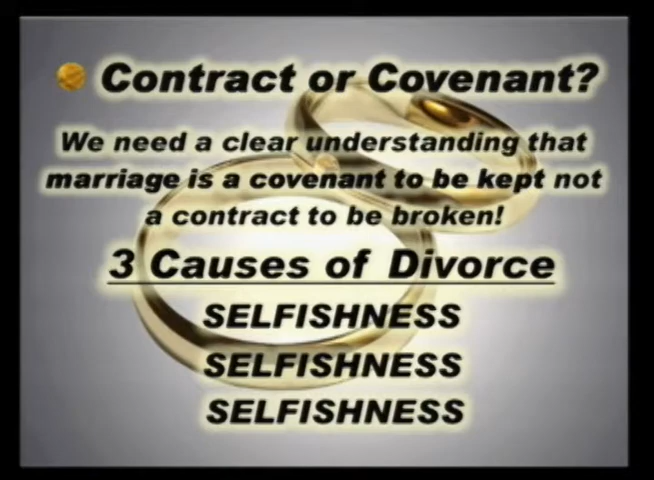 Contract or Covenant?
We need a clear understanding that
marriage is a covenant to be kept not
a contract to be broken!
3 Causes of Divorce
SELFISHNESS
SELFISHNESS
SELFISHNESS